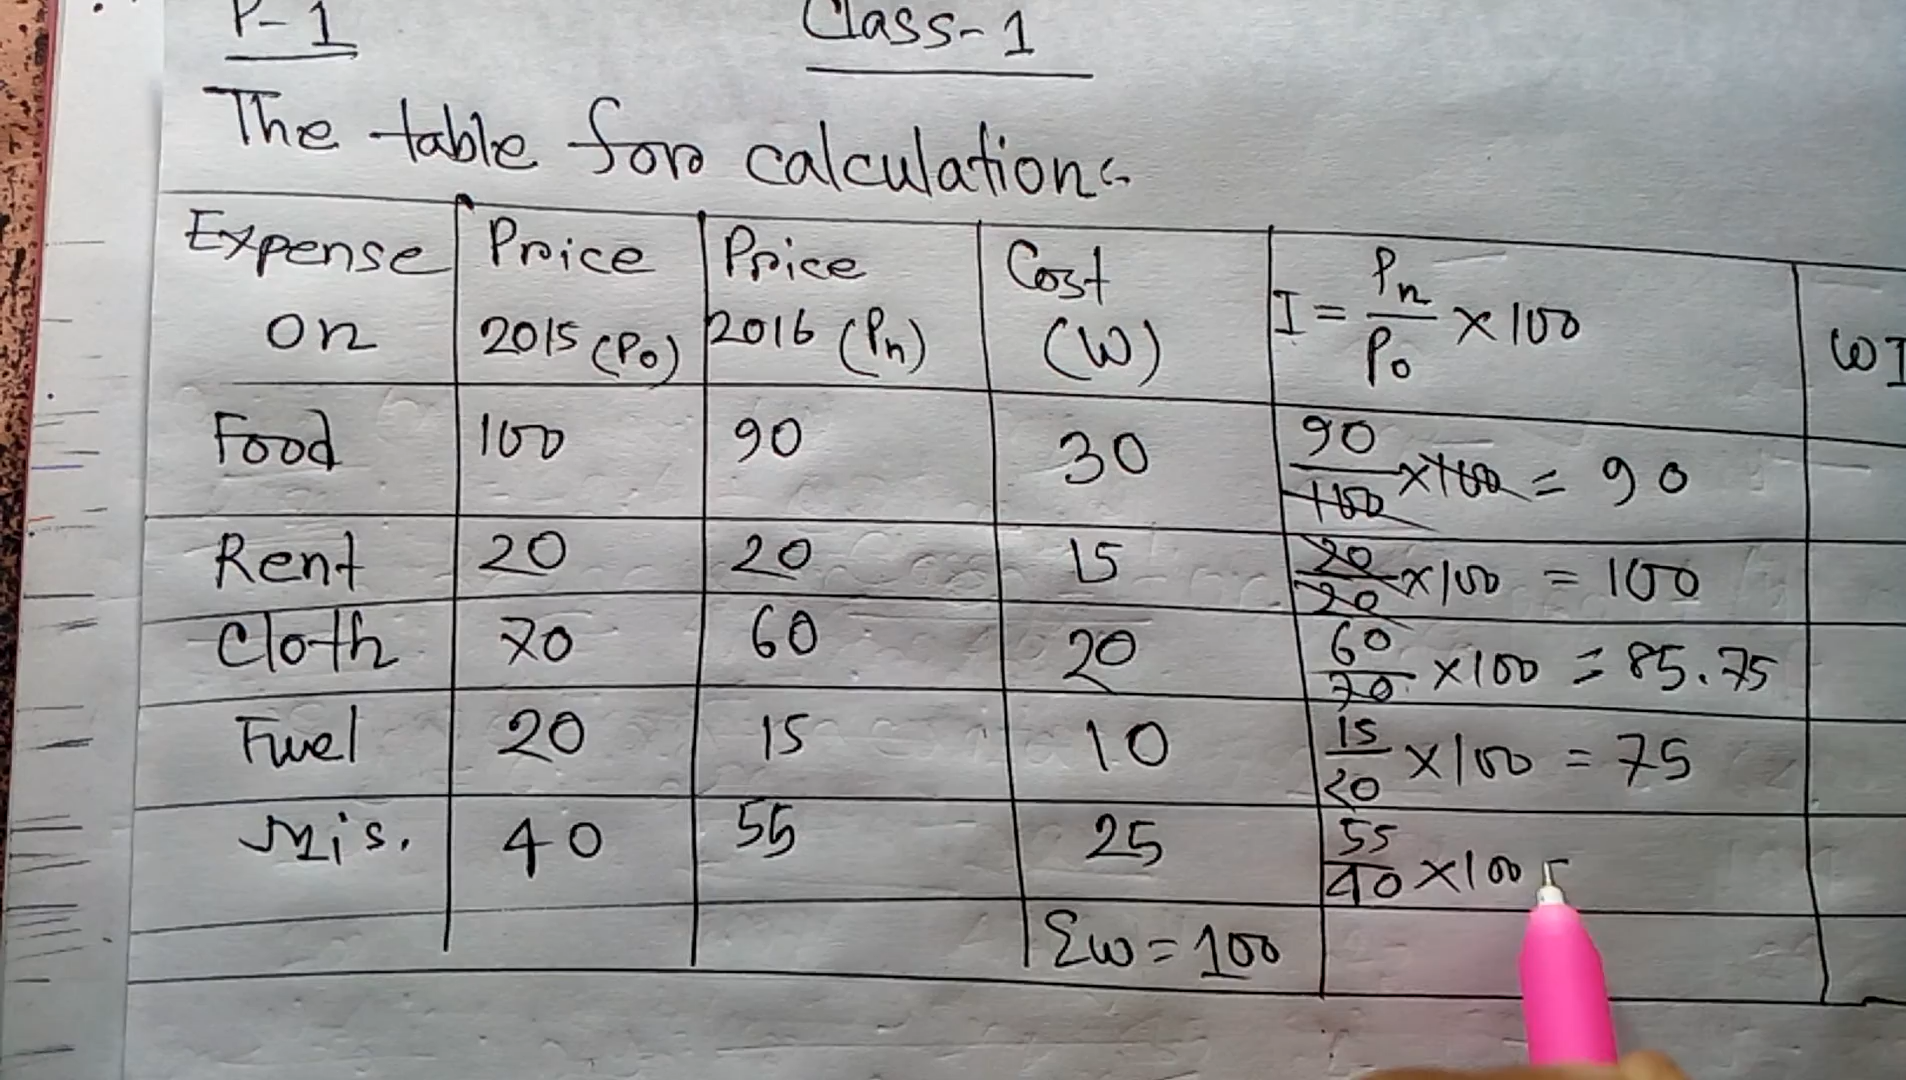 P-1 Class-1
The table for calculation:-
Expense on Price 2015 (P0) Price 2016 (Pn) Cost (W) I = Pn/P0 × 100 WI
Food 100 90 30 90/100 × 100 = 90
Rent 20 20 15 20/20 × 100 = 100
Cloth 70 60 20 60/70 × 100 = 85.75
Fuel 20 15 10 15/20 × 100 = 75
Mis. 40 55 25 55/40 × 100
Σw = 100